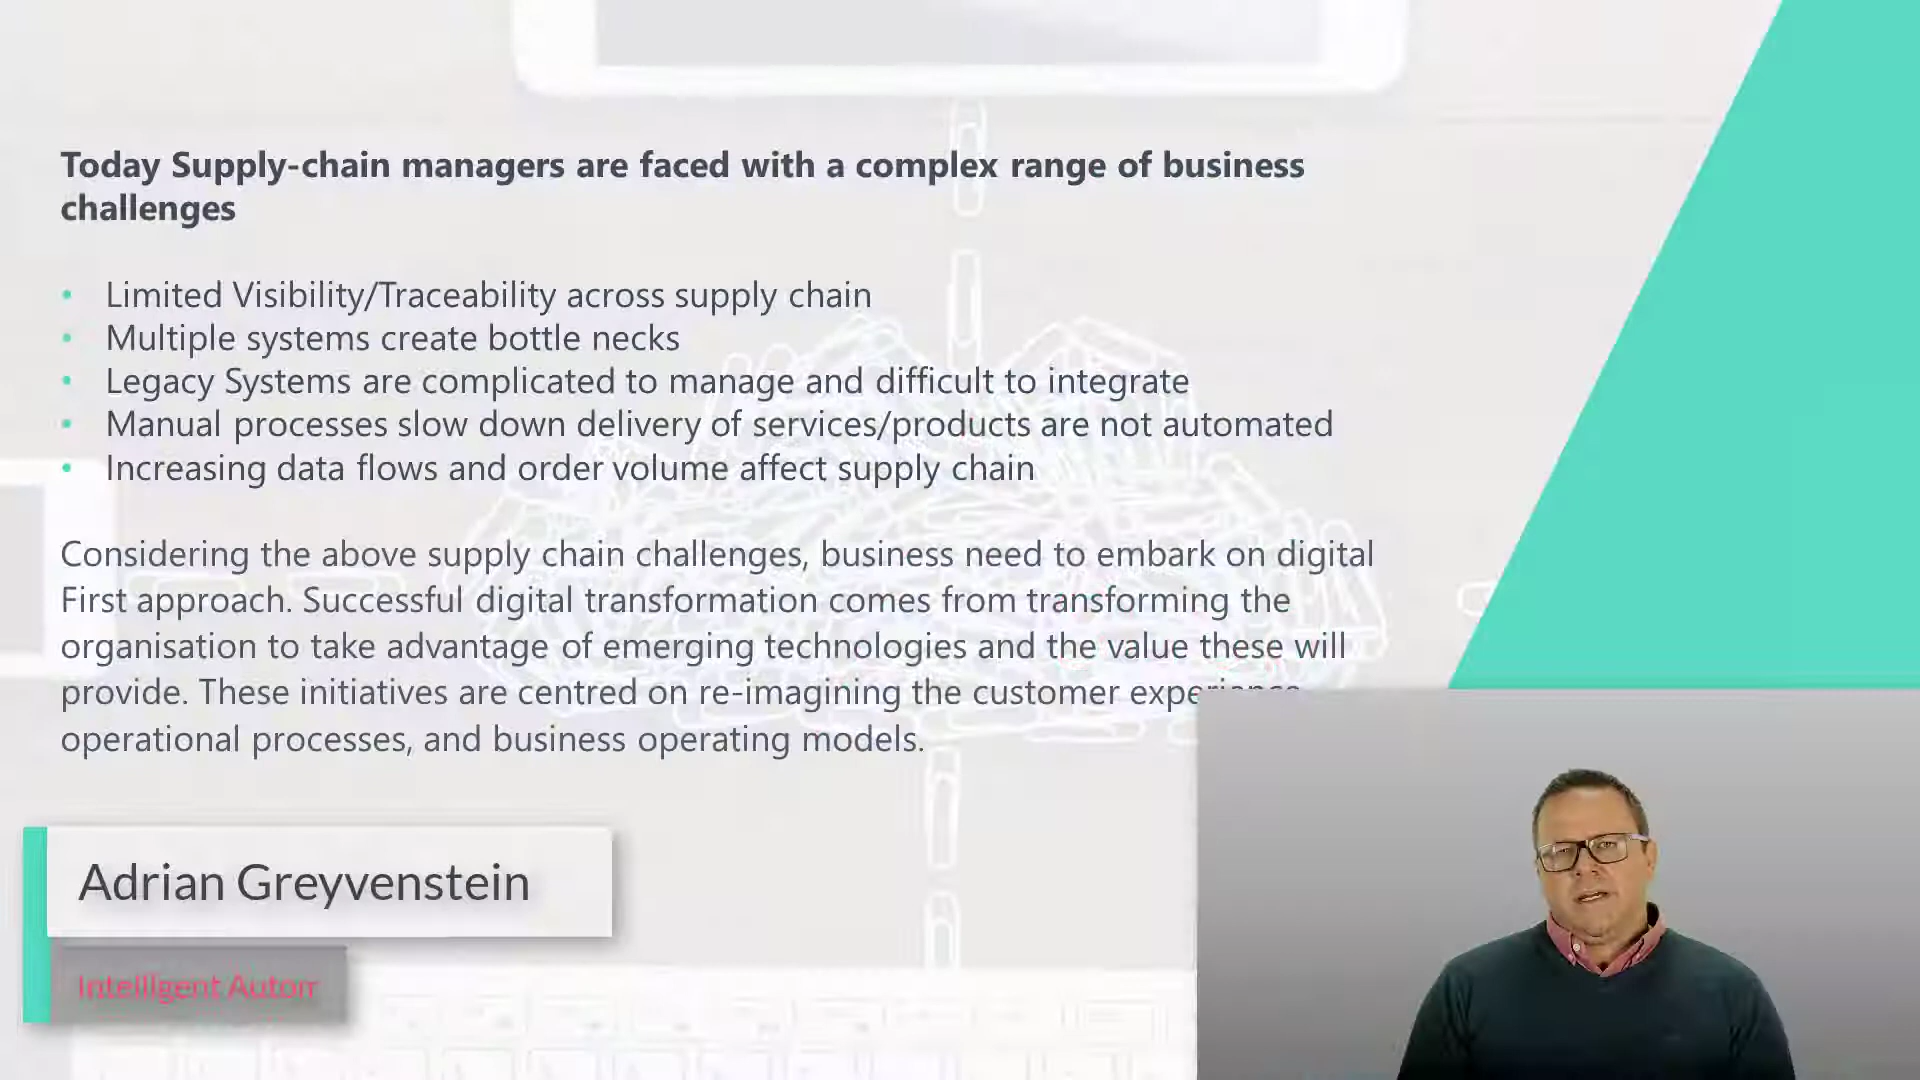 Today Supply-chain managers are faced with a complex range of business
challenges
• Limited Visibility/Traceability across supply chain
• Multiple systems create bottle necks
• Legacy Systems are complicated to manage and difficult to integrate
• Manual processes slow down delivery of services/products are not automated
• Increasing data flows and order volume affect supply chain
Considering the above supply chain challenges, business need to embark on digital
First approach. Successful digital transformation comes from transforming the
organisation to take advantage of emerging technologies and the value these will
provide. These initiatives are centred on re-imagining the customer experience
operational processes, and business operating models.
Adrian Greyvenstein
Intelligent Autom